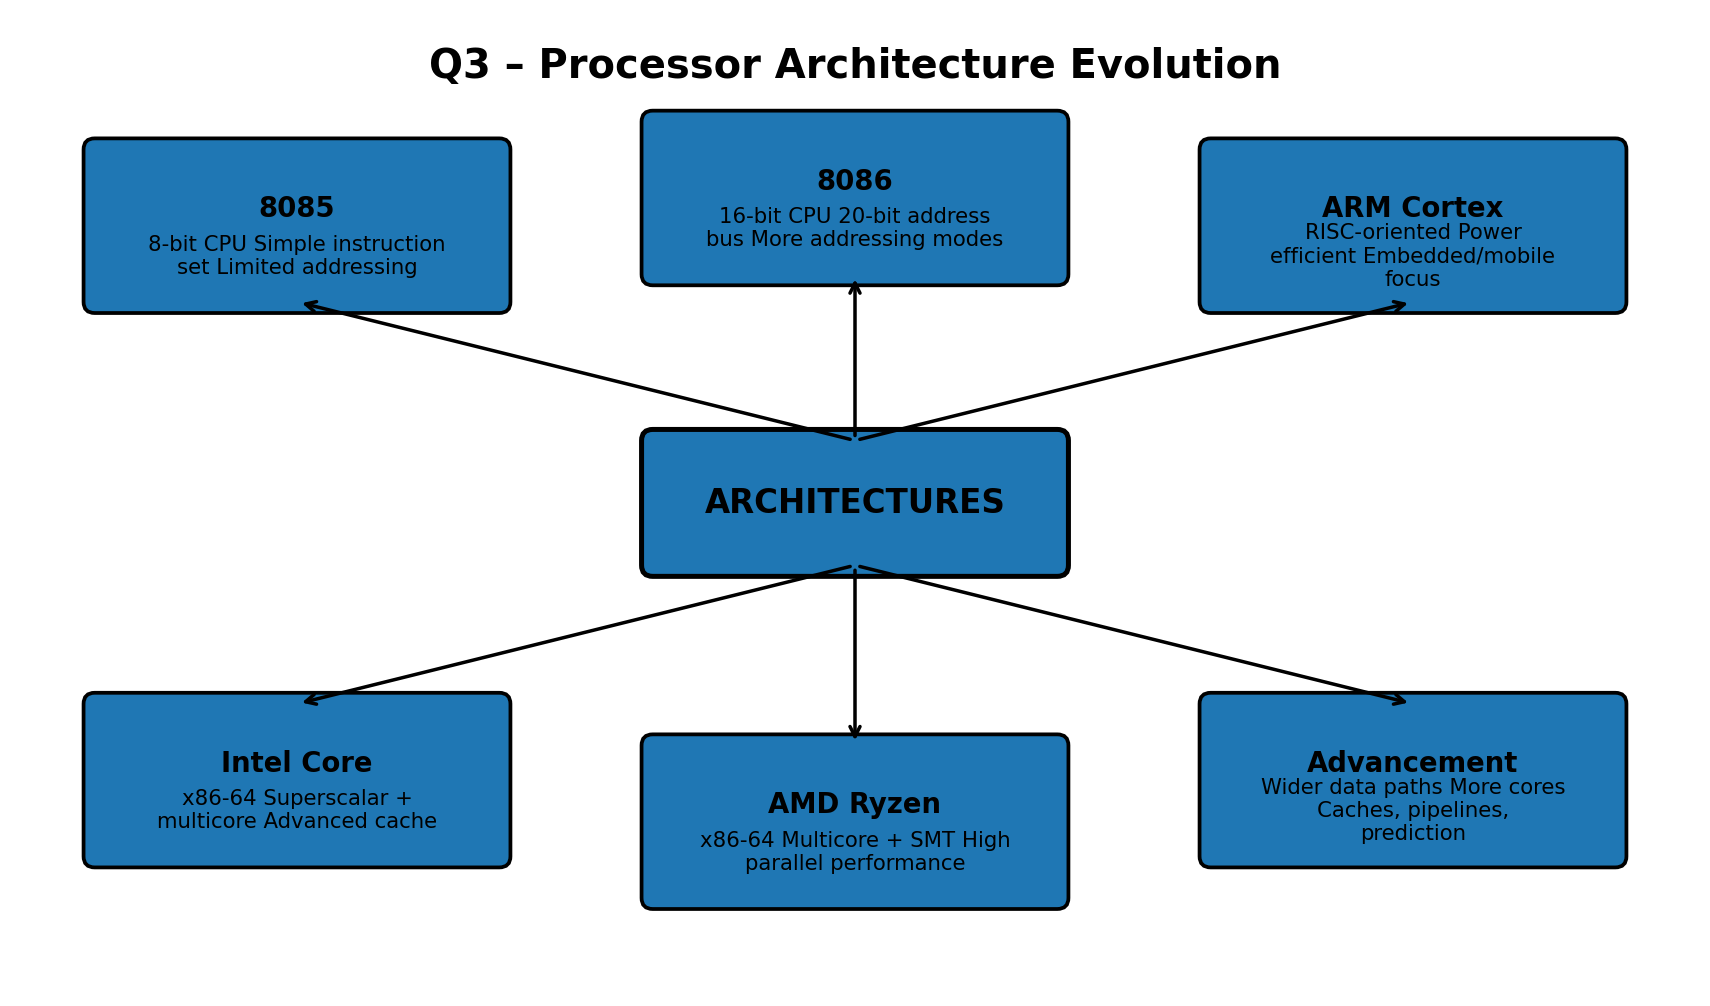 Q3 – Processor Architecture Evolution
8085
8-bit CPU Simple instruction
set Limited addressing
8086
16-bit CPU 20-bit address
bus More addressing modes
ARM Cortex
RISC-oriented Power
efficient Embedded/mobile
focus
ARCHITECTURES
Intel Core
x86-64 Superscalar +
multicore Advanced cache
AMD Ryzen
x86-64 Multicore + SMT High
parallel performance
Advancement
Wider data paths More cores
Caches, pipelines,
prediction